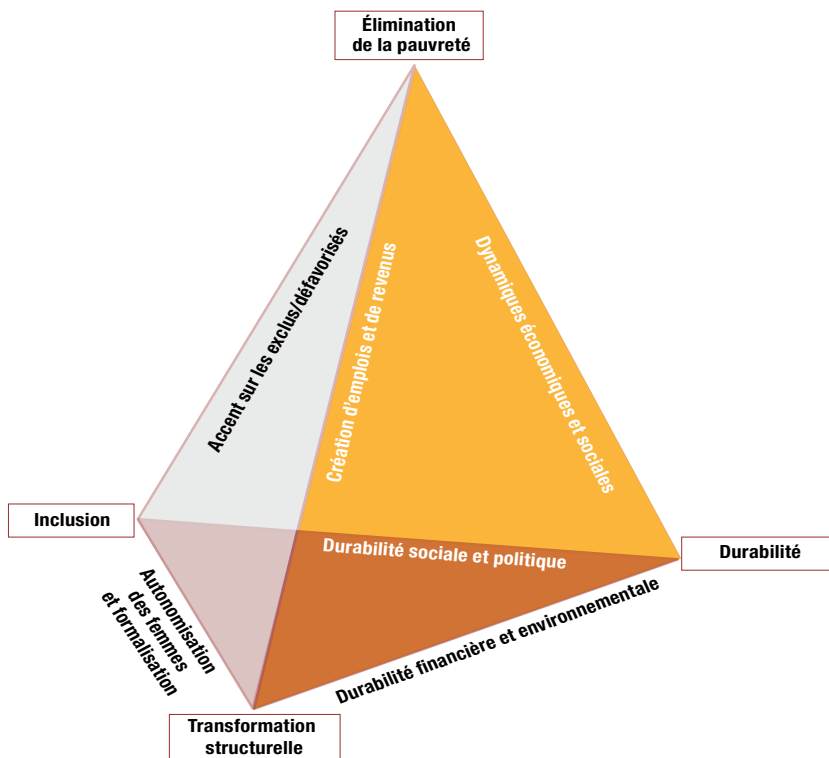 Élimination
de la pauvreté
Accent sur les exclus/défavorisés
Création d'emplois et de revenus
Dynamiques économiques et sociales
Inclusion
Durabilité sociale et politique
Durabilité
Autonomisation
des femmes
et formalisation
Durabilité financière et environnementale
Transformation
structurelle